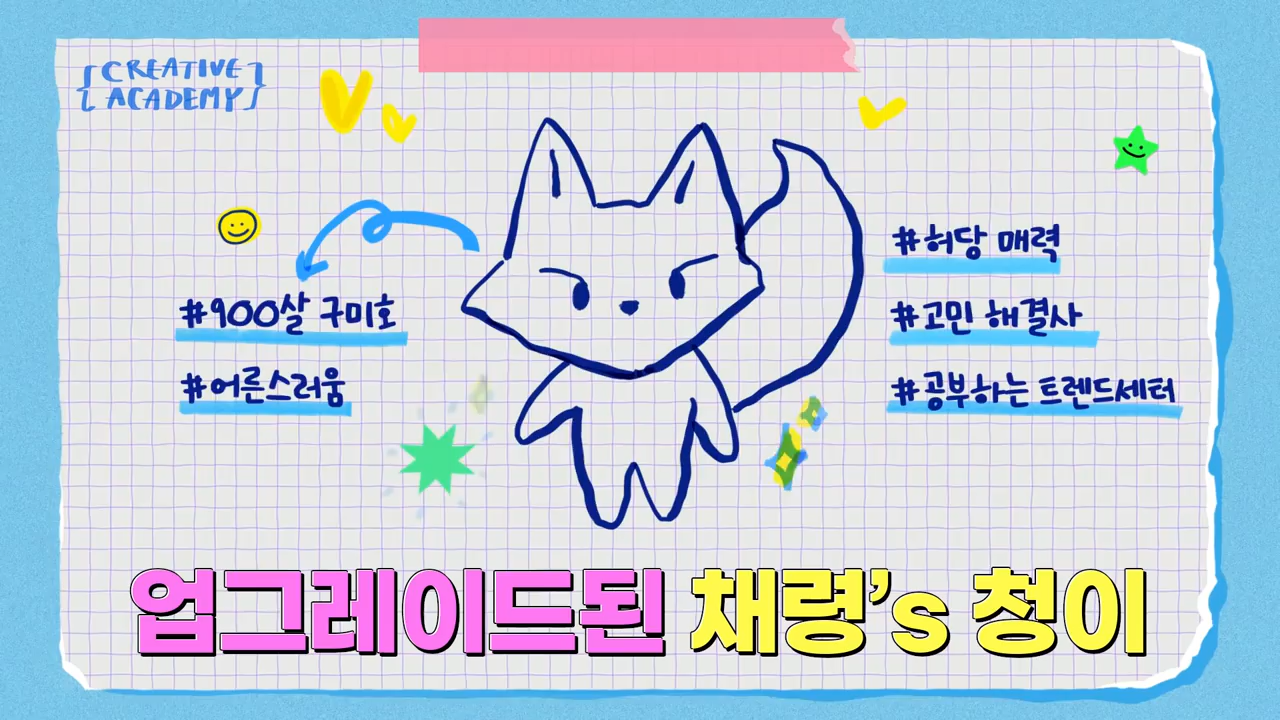 {CREATIVE
ACADEMY}
#900살 구미호
#어른스러움
#허당 매력
#고민 해결사
#공부하는 트렌드세터
업그레이드된 채령's 청이